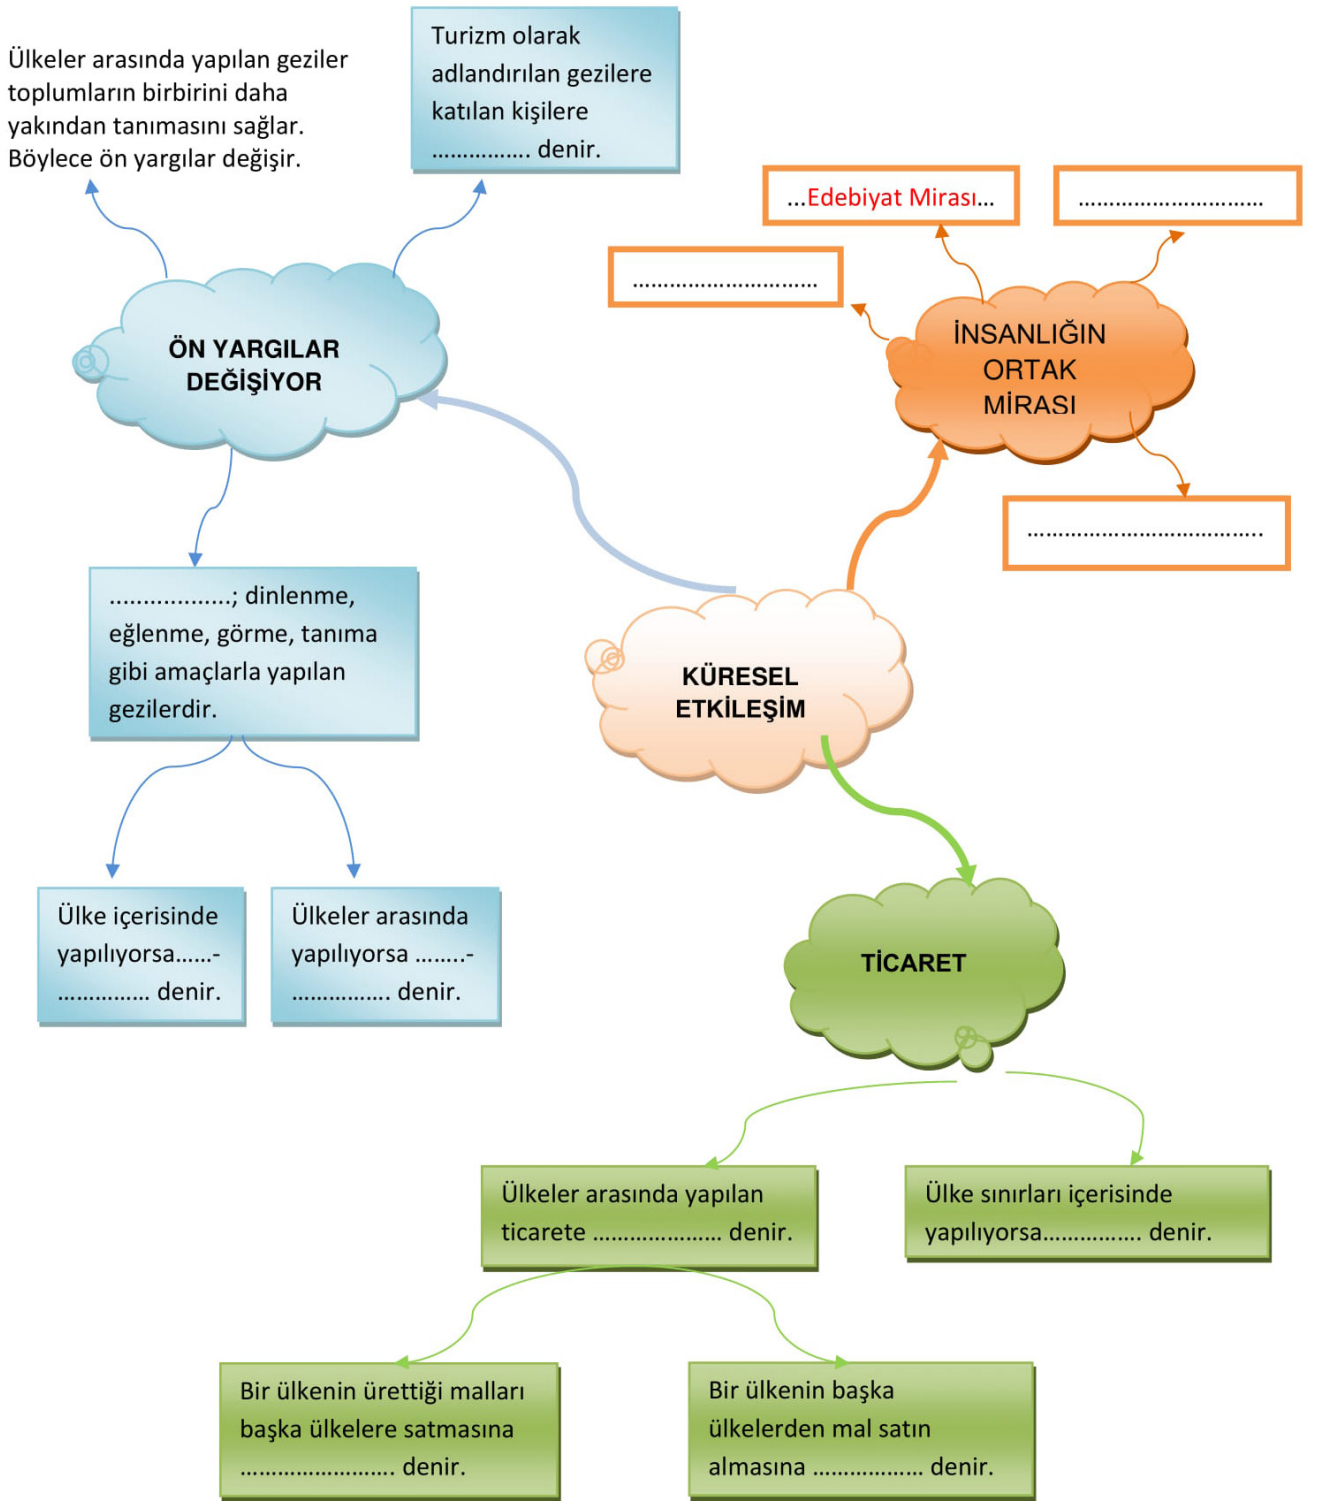 Ülkeler arasında yapılan geziler
toplumların birbirini daha
yakından tanımasını sağlar.
Böylece ön yargılar değişir.
Turizm olarak
adlandırılan gezilere
katılan kişilere
................ denir.
...Edebiyat Mirası...
..............................
..............................
ÖN YARGILAR
DEĞİŞİYOR
İNSANLIĞIN
ORTAK
MİRASI
......................................
..................; dinlenme,
eğlenme, görme, tanıma
gibi amaçlarla yapılan
gezilerdir.
KÜRESEL
ETKİLEŞİM
Ülke içerisinde
yapılıyorsa……-
…………… denir.
Ülkeler arasında
yapılıyorsa ……..-
……………. denir.
TİCARET
Ülkeler arasında yapılan
ticarete ………………… denir.
Ülke sınırları içerisinde
yapılıyorsa……………. denir.
Bir ülkenin ürettiği malları
başka ülkelere satmasına
……………………. denir.
Bir ülkenin başka
ülkelerden mal satın
almasına ……………… denir.